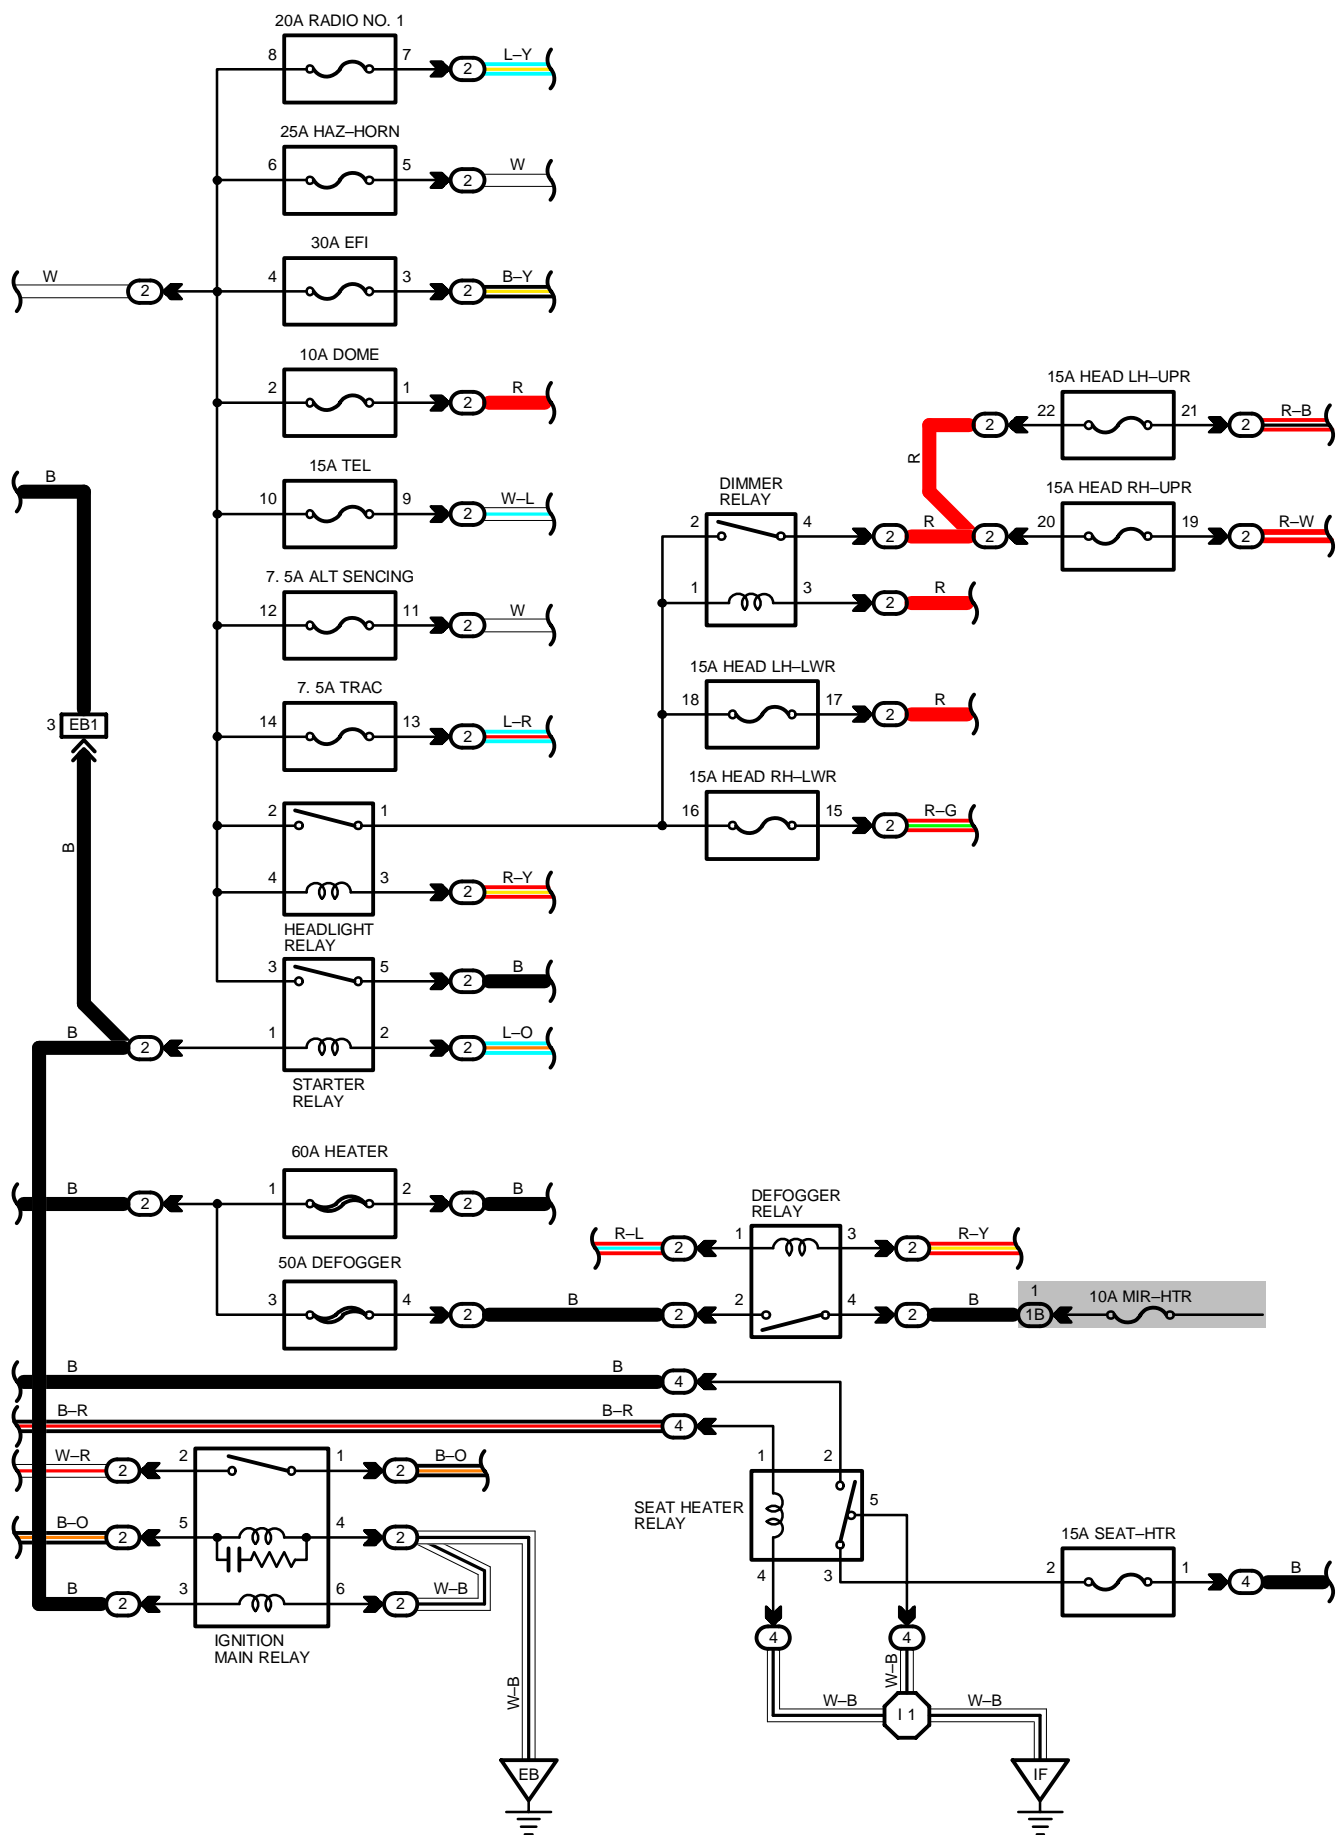 20A RADIO NO. 1
8 7 2 L–Y
25A HAZ–HORN
6 5 2 W
30A EFI
W 2 4 3 2 B–Y
10A DOME
2 1 2 R
15A HEAD LH–UPR
2 22 21 2 R–B
R
B
15A TEL
10 9 2 W–L
DIMMER
RELAY
15A HEAD RH–UPR
2 4 2 R 2 20 19 2 R–W
7. 5A ALT SENCING
12 11 2 W
1 3 2 R
15A HEAD LH–LWR
18 17 2 R
7. 5A TRAC
3 EB1
14 13 2 L–R
15A HEAD RH–LWR
2 1 16 15 2 R–G
B
4 3 2 R–Y
HEADLIGHT
RELAY
3 5 2 B
B 2 1 2 2 L–O
STARTER
RELAY
60A HEATER
B 2 1 2 2 B
DEFOGGER
RELAY
R–L 2 1 3 2 R–Y
50A DEFOGGER
3 4 2 B 2 2 4 2 B 1 1B 10A MIR–HTR
B B 4
B–R B–R 4
W–R 2 2 1 2 B–O
1 2
SEAT HEATER
RELAY
5
B–O 2 5 4 2
15A SEAT–HTR
4 3 2 1 4 B
B 2 3 6 2 W–B
IGNITION
MAIN RELAY
4 4
W–B
W–B
W–B I 1 W–B
EB IF